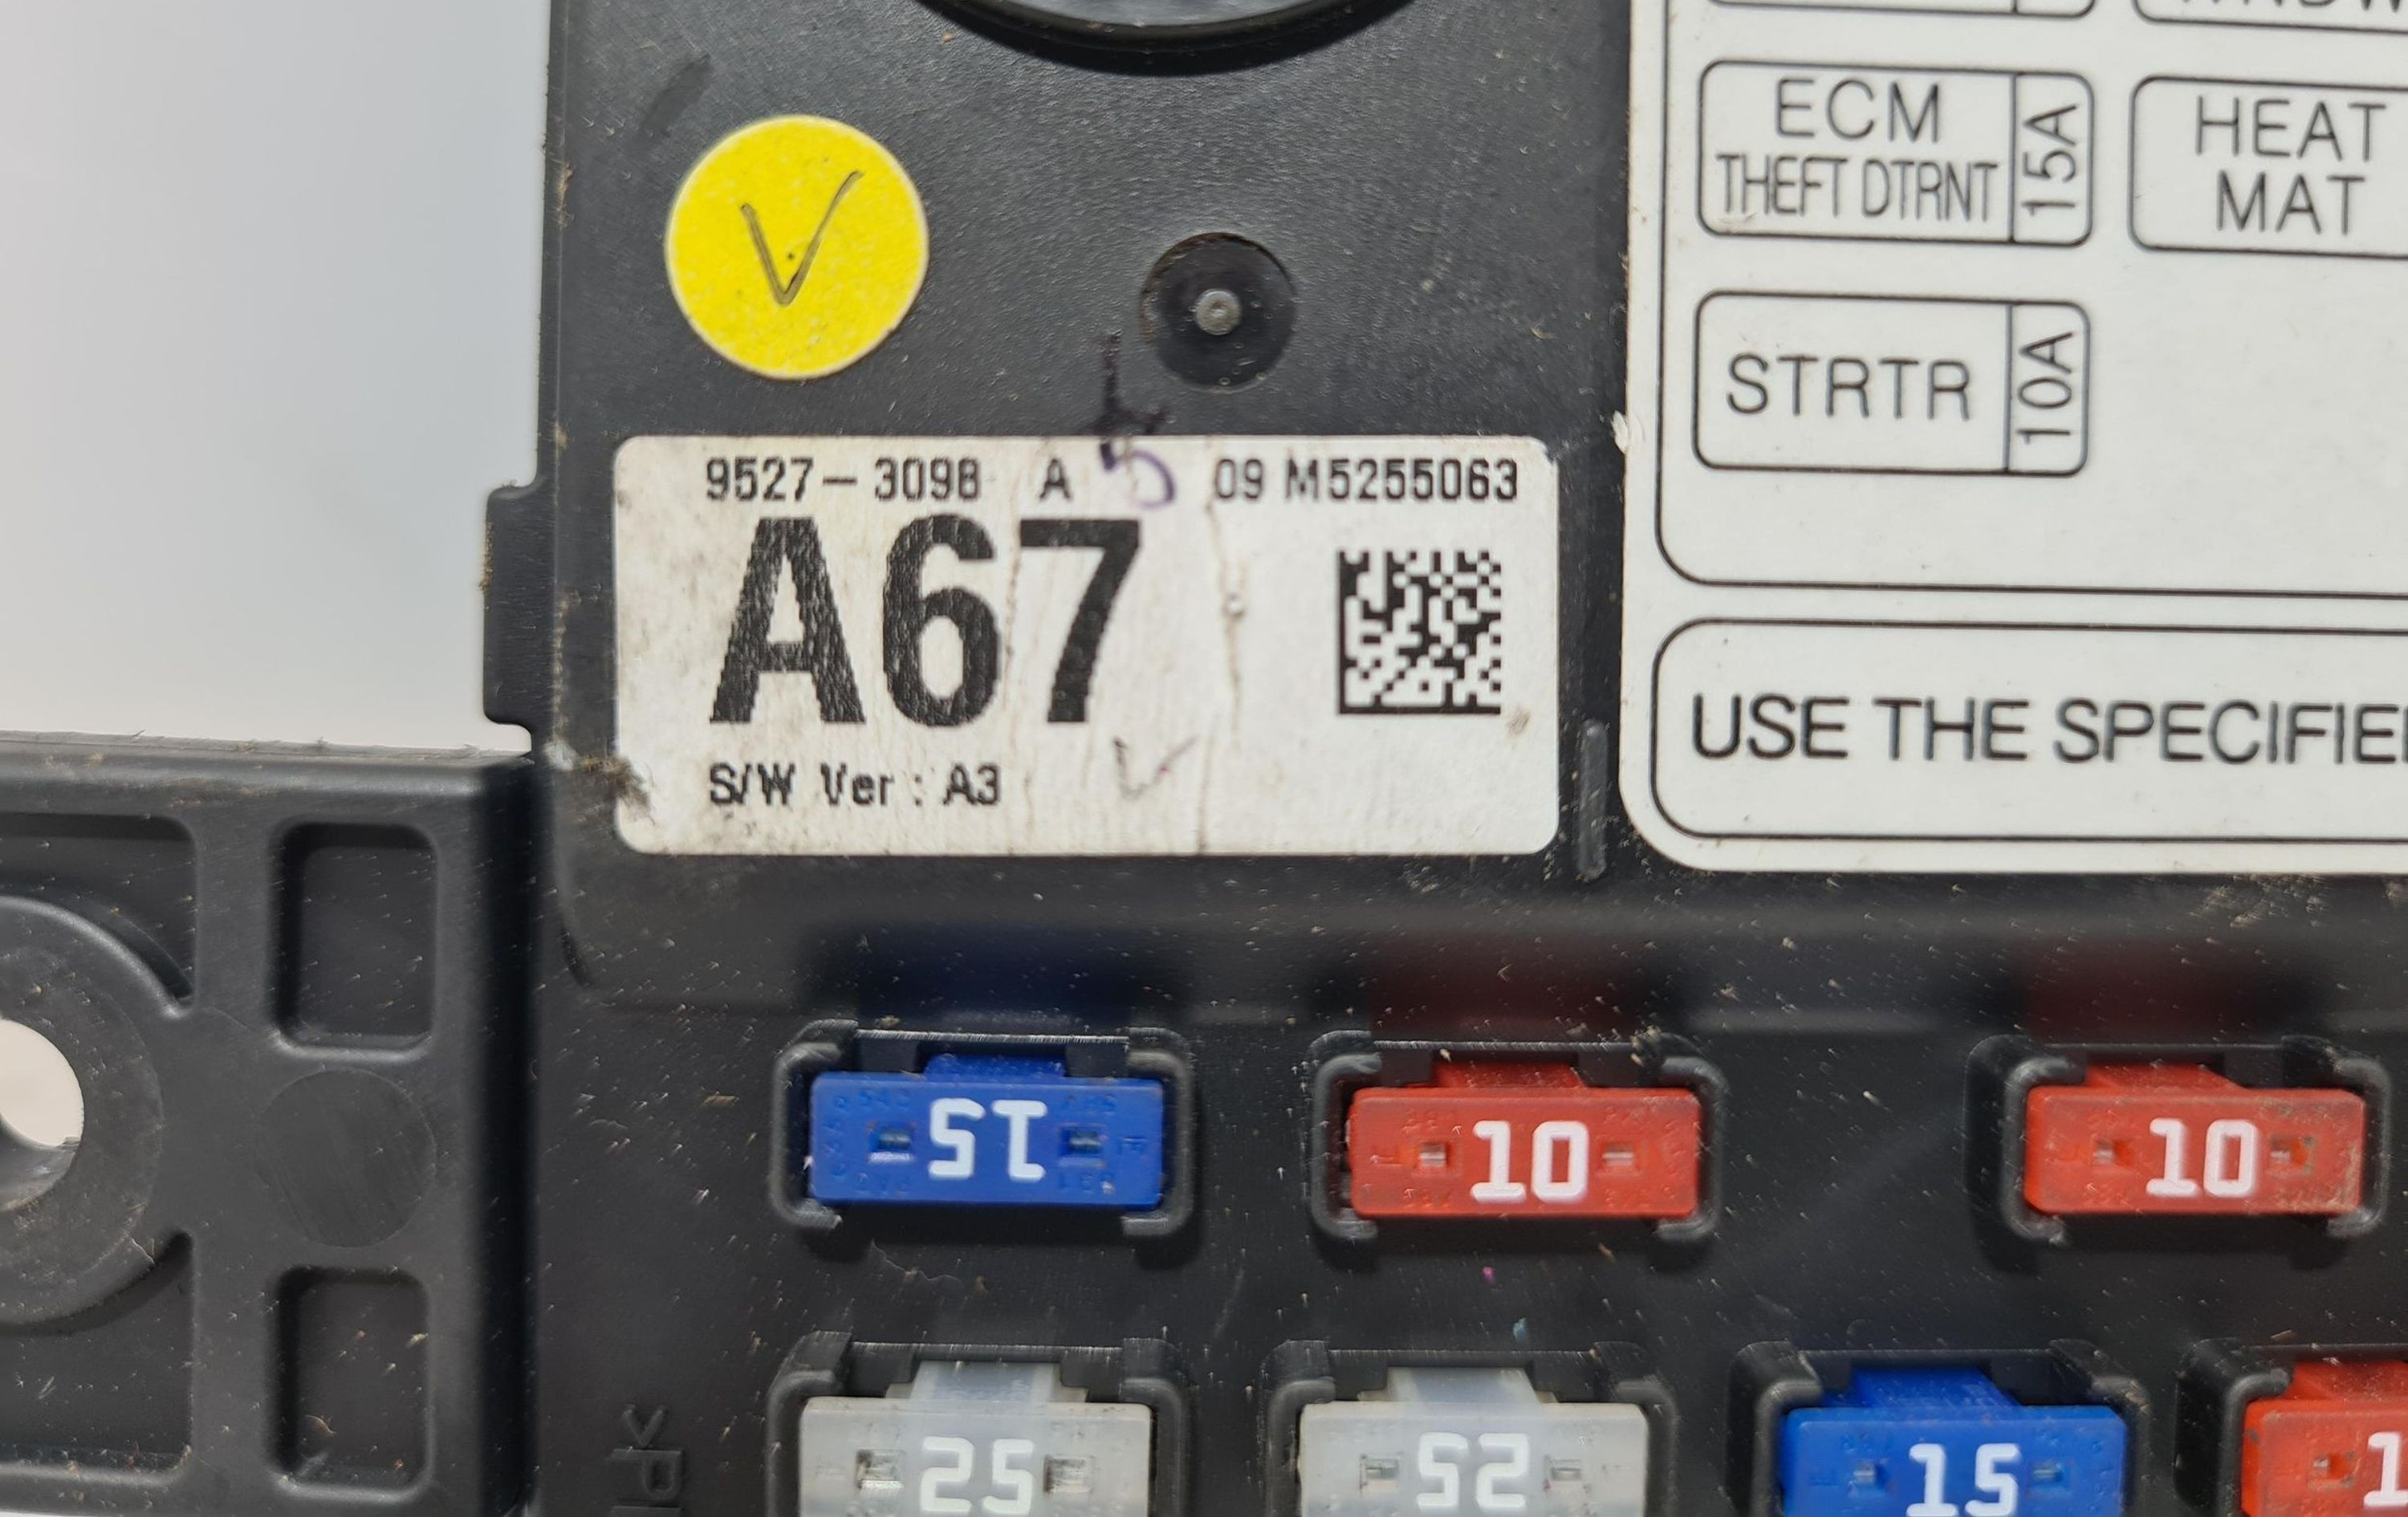 ECM
THEFT DTRNT
15A
HEAT
MAT
STRTR
10A
9527-3098 A 5 09 M5255063
A67
S/W Ver : A3
USE THE SPECIFIE
15
10
10
25
25
15
>P